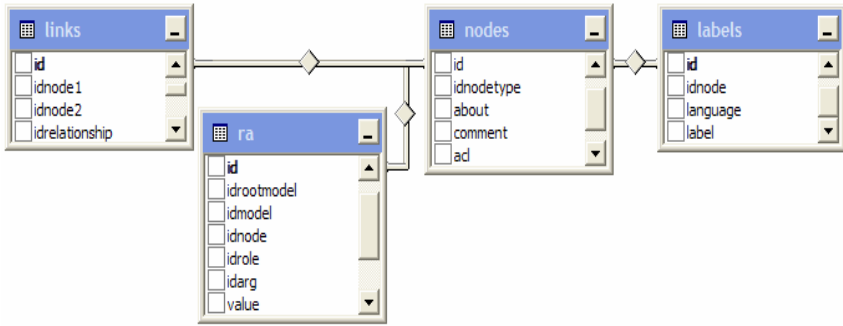 links
id
idnode1
idnode2
idrelationship
ra
id
idrootmodel
idmodel
idnode
idrole
idarg
value
nodes
id
idnodetype
about
comment
acl
labels
id
idnode
language
label